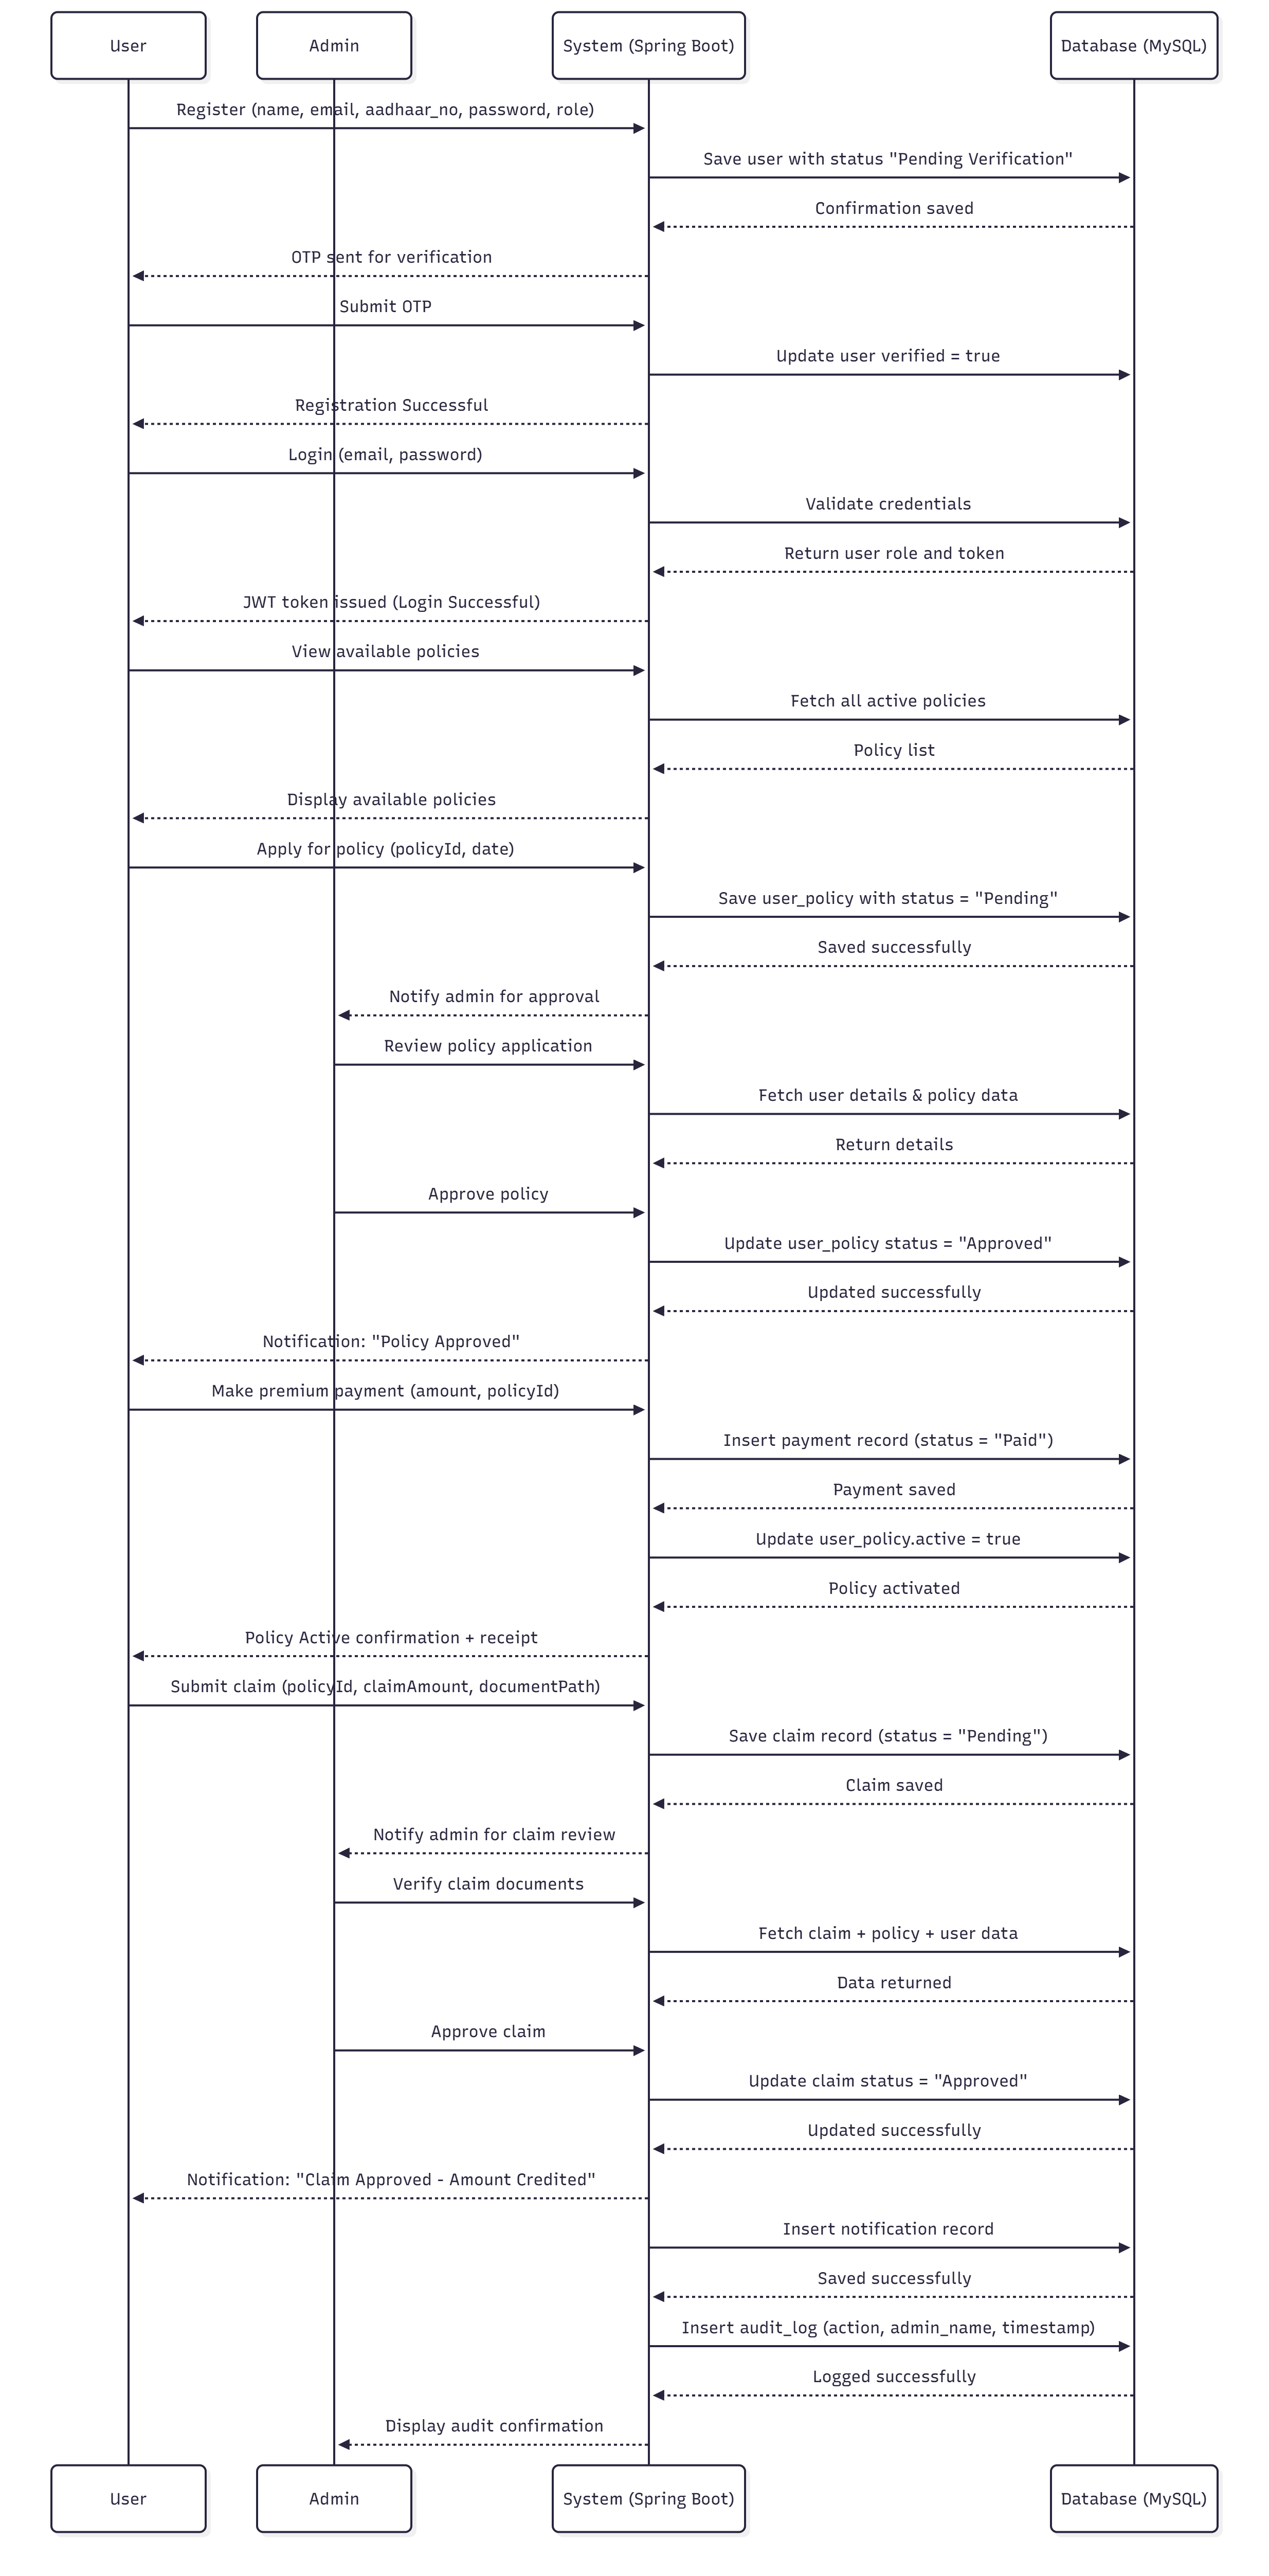 User
Admin
System (Spring Boot)
Database (MySQL)
Register (name, email, aadhaar_no, password, role)
Save user with status "Pending Verification"
Confirmation saved
OTP sent for verification
Submit OTP
Update user verified = true
Registration Successful
Login (email, password)
Validate credentials
Return user role and token
JWT token issued (Login Successful)
View available policies
Fetch all active policies
Policy list
Display available policies
Apply for policy (policyId, date)
Save user_policy with status = "Pending"
Saved successfully
Notify admin for approval
Review policy application
Fetch user details & policy data
Return details
Approve policy
Update user_policy status = "Approved"
Updated successfully
Notification: "Policy Approved"
Make premium payment (amount, policyId)
Insert payment record (status = "Paid")
Payment saved
Update user_policy.active = true
Policy activated
Policy Active confirmation + receipt
Submit claim (policyId, claimAmount, documentPath)
Save claim record (status = "Pending")
Claim saved
Notify admin for claim review
Verify claim documents
Fetch claim + policy + user data
Data returned
Approve claim
Update claim status = "Approved"
Updated successfully
Notification: "Claim Approved - Amount Credited"
Insert notification record
Saved successfully
Insert audit_log (action, admin_name, timestamp)
Logged successfully
Display audit confirmation
User
Admin
System (Spring Boot)
Database (MySQL)